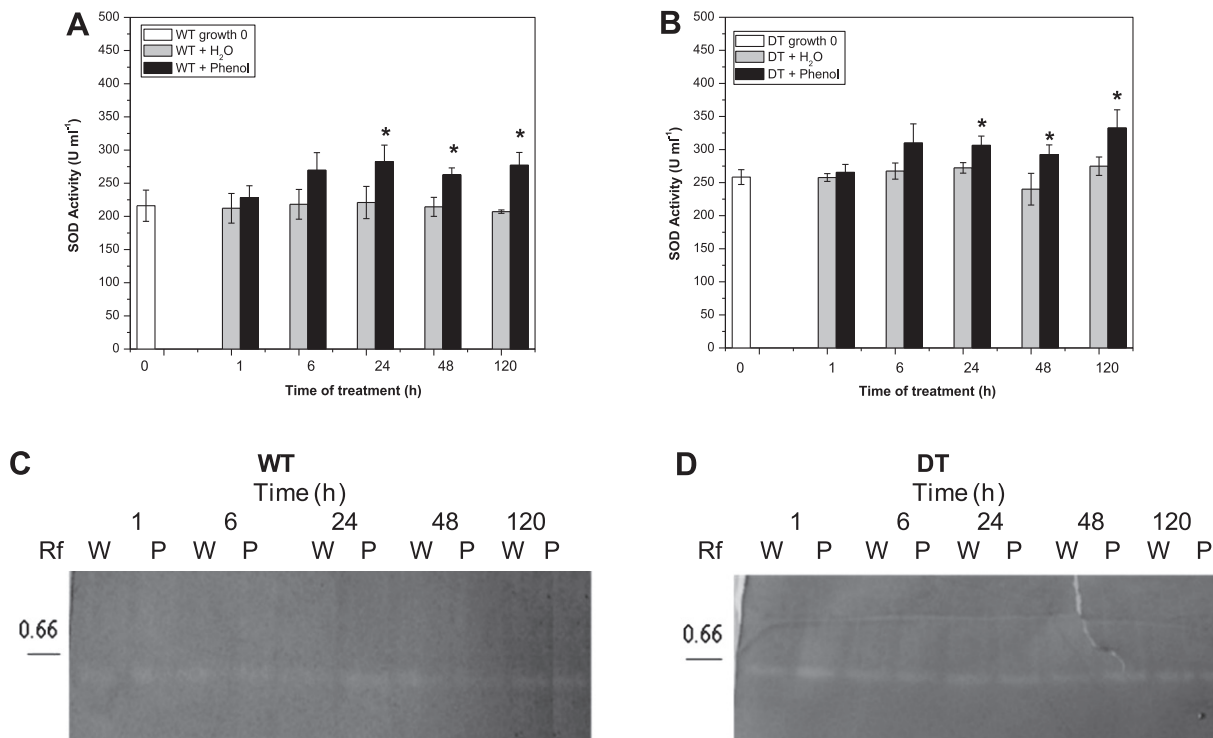 A
500
450
400
350
300
250
200
150
100
50
0
SOD Activity (U ml⁻¹)
WT growth 0
WT + H₂O
WT + Phenol
* * *
0 1 6 24 48 120
Time of treatment (h)
B
500
450
400
350
300
250
200
150
100
50
0
SOD Activity (U ml⁻¹)
DT growth 0
DT + H₂O
DT + Phenol
* * *
0 1 6 24 48 120
Time of treatment (h)
C
WT
Time (h)
1 6 24 48 120
Rf W P W P W P W P W P
0.66
D
DT
Time (h)
1 6 24 48 120
Rf W P W P W P W P W P
0.66